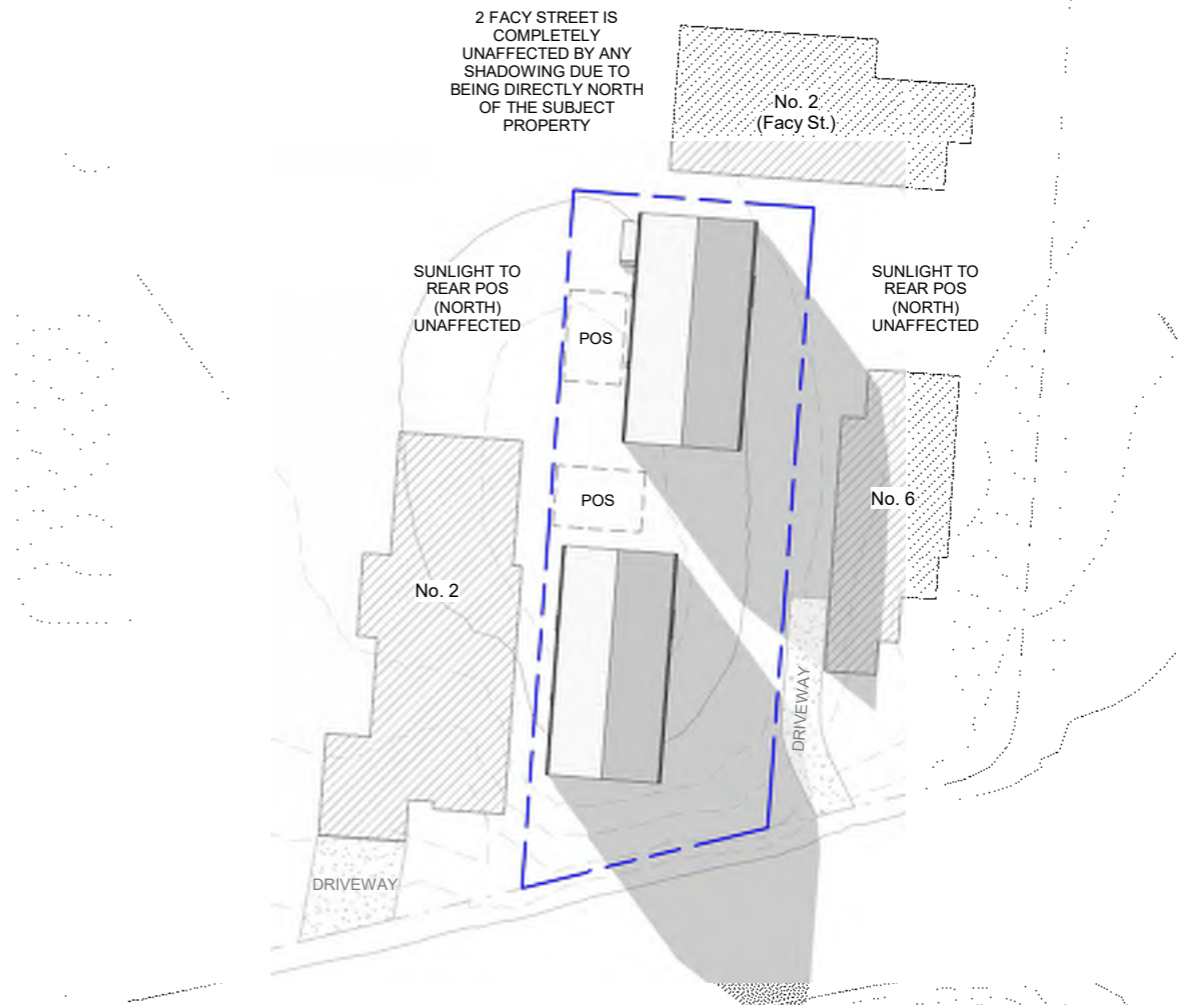 2 FACY STREET IS
COMPLETELY
UNAFFECTED BY ANY
SHADOWING DUE TO
BEING DIRECTLY NORTH
OF THE SUBJECT
PROPERTY
No. 2
(Facy St.)
SUNLIGHT TO
REAR POS
(NORTH)
UNAFFECTED
SUNLIGHT TO
REAR POS
(NORTH)
UNAFFECTED
POS
POS
No. 6
No. 2
DRIVEWAY
DRIVEWAY